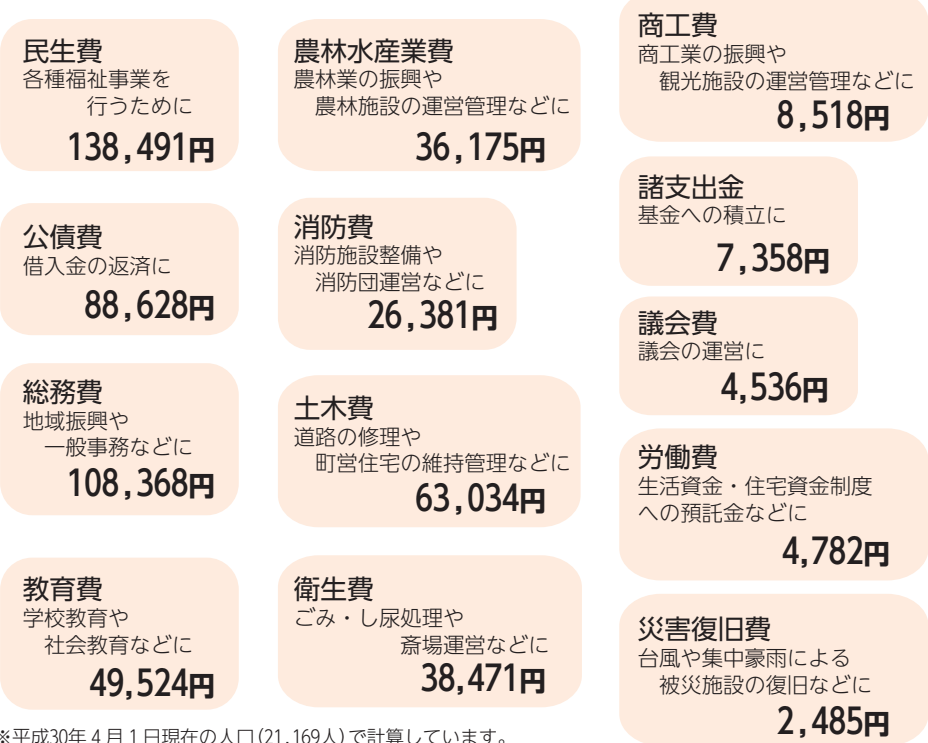 民生費
各種福祉事業を
行うために
138,491円
公債費
借入金の返済に
88,628円
総務費
地域振興や
一般事務などに
108,368円
教育費
学校教育や
社会教育などに
49,524円
農林水産業費
農林業の振興や
農林施設の運営管理などに
36,175円
消防費
消防施設整備や
消防団運営などに
26,381円
土木費
道路の修理や
町営住宅の維持管理などに
63,034円
衛生費
ごみ・し尿処理や
斎場運営などに
38,471円
商工費
商工業の振興や
観光施設の運営管理などに
8,518円
諸支出金
基金への積立に
7,358円
議会費
議会の運営に
4,536円
労働費
生活資金・住宅資金制度
への預託金などに
4,782円
災害復旧費
台風や集中豪雨による
被災施設の復旧などに
2,485円
※平成30年4月1日現在の人口(21,169人)で計算しています。